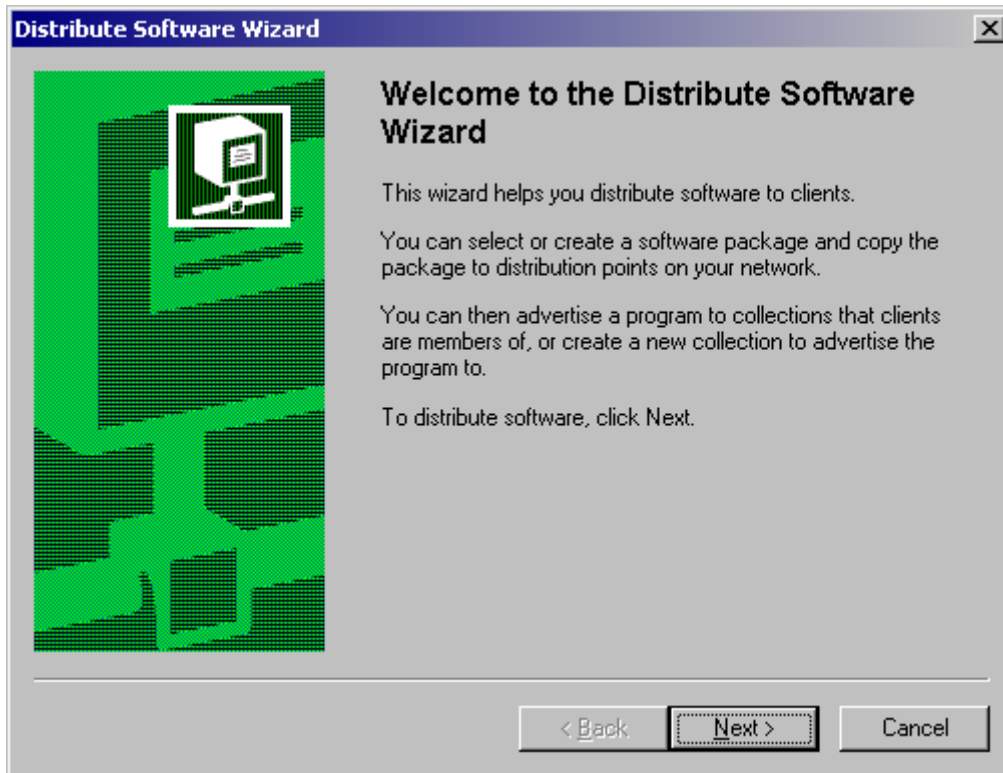 Distribute Software Wizard
Welcome to the Distribute Software
Wizard
This wizard helps you distribute software to clients.
You can select or create a software package and copy the
package to distribution points on your network.
You can then advertise a program to collections that clients
are members of, or create a new collection to advertise the
program to.
To distribute software, click Next.
< Back
Next >
Cancel